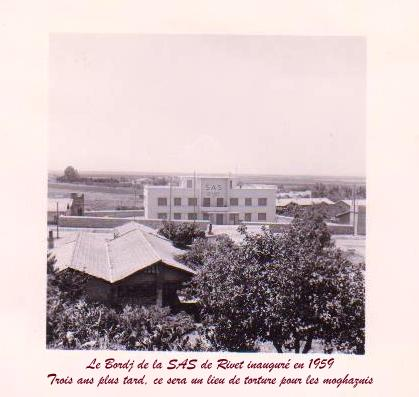 SAS
Le Bordj de la SAS de Rivet inauguré en 1959
Trois ans plus tard, ce sera un lieu de torture pour les moghaznis